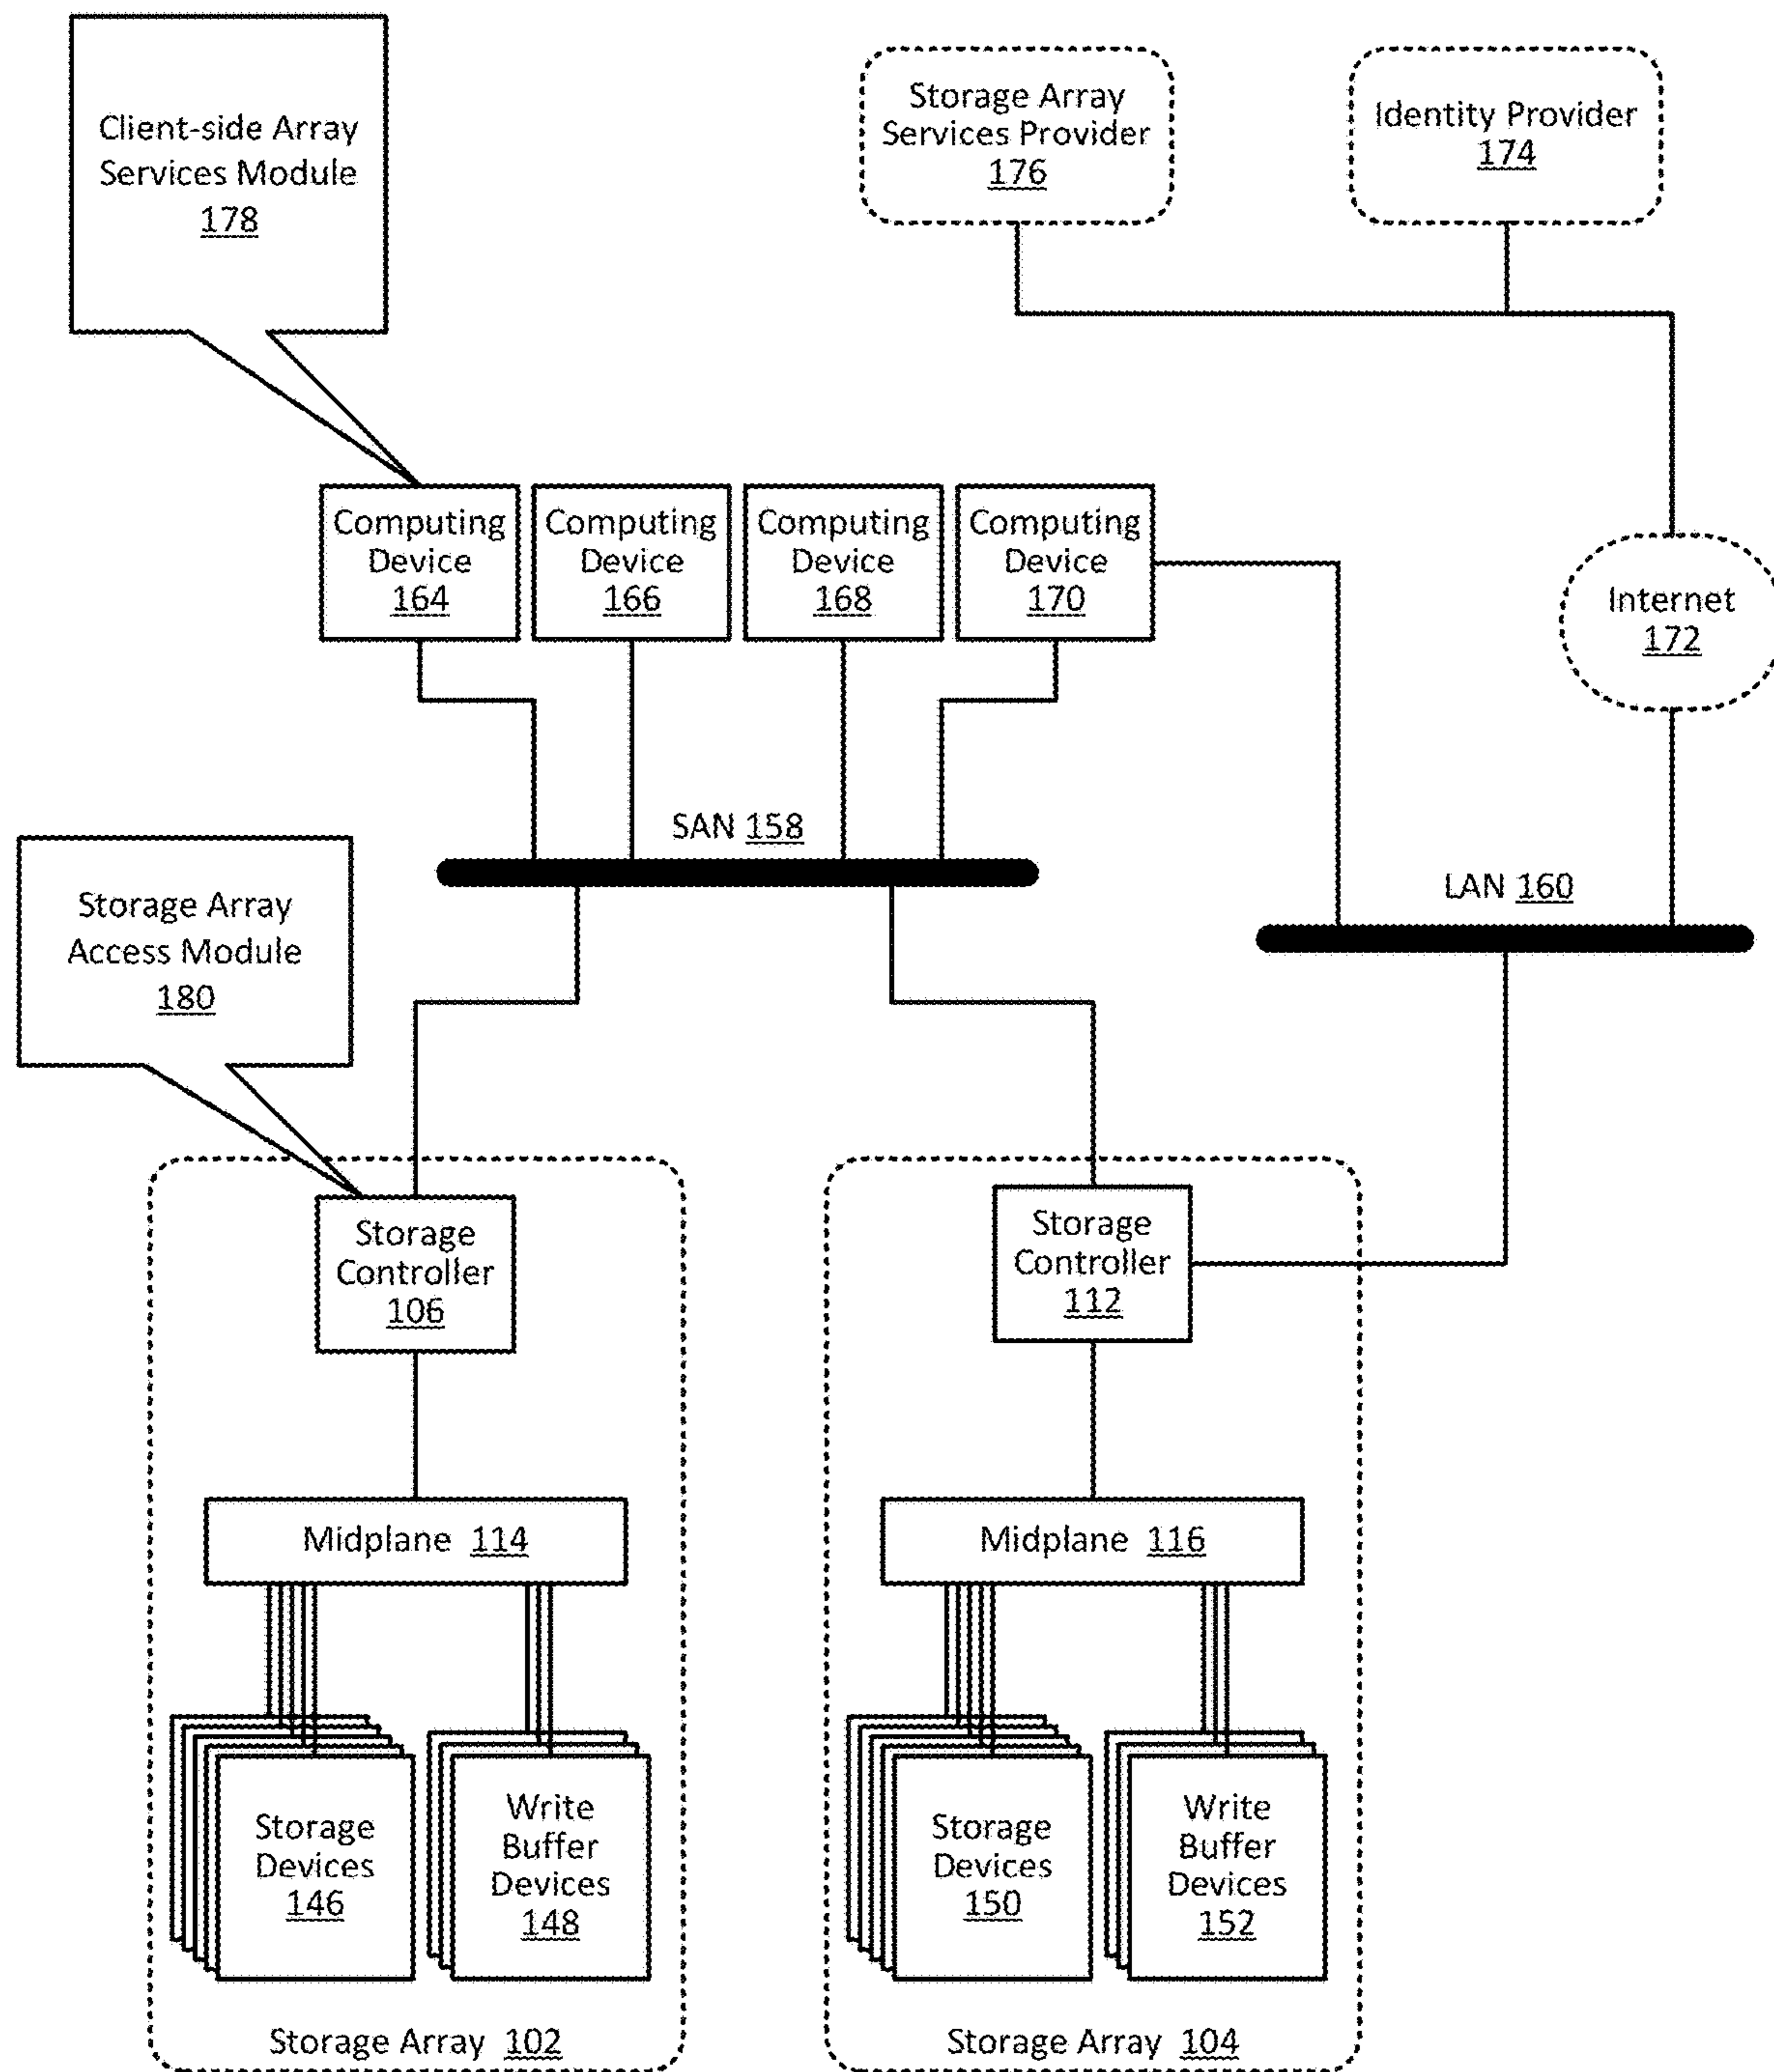 Client-side Array
Services Module
178
Storage Array
Services Provider
176
Identity Provider
174
Computing
Device
164
Computing
Device
166
Computing
Device
168
Computing
Device
170
Internet
172
SAN 158
LAN 160
Storage Array
Access Module
180
Storage
Controller
106
Storage
Controller
112
Midplane 114
Midplane 116
Storage
Devices
146
Write
Buffer
Devices
148
Storage
Devices
150
Write
Buffer
Devices
152
Storage Array 102
Storage Array 104